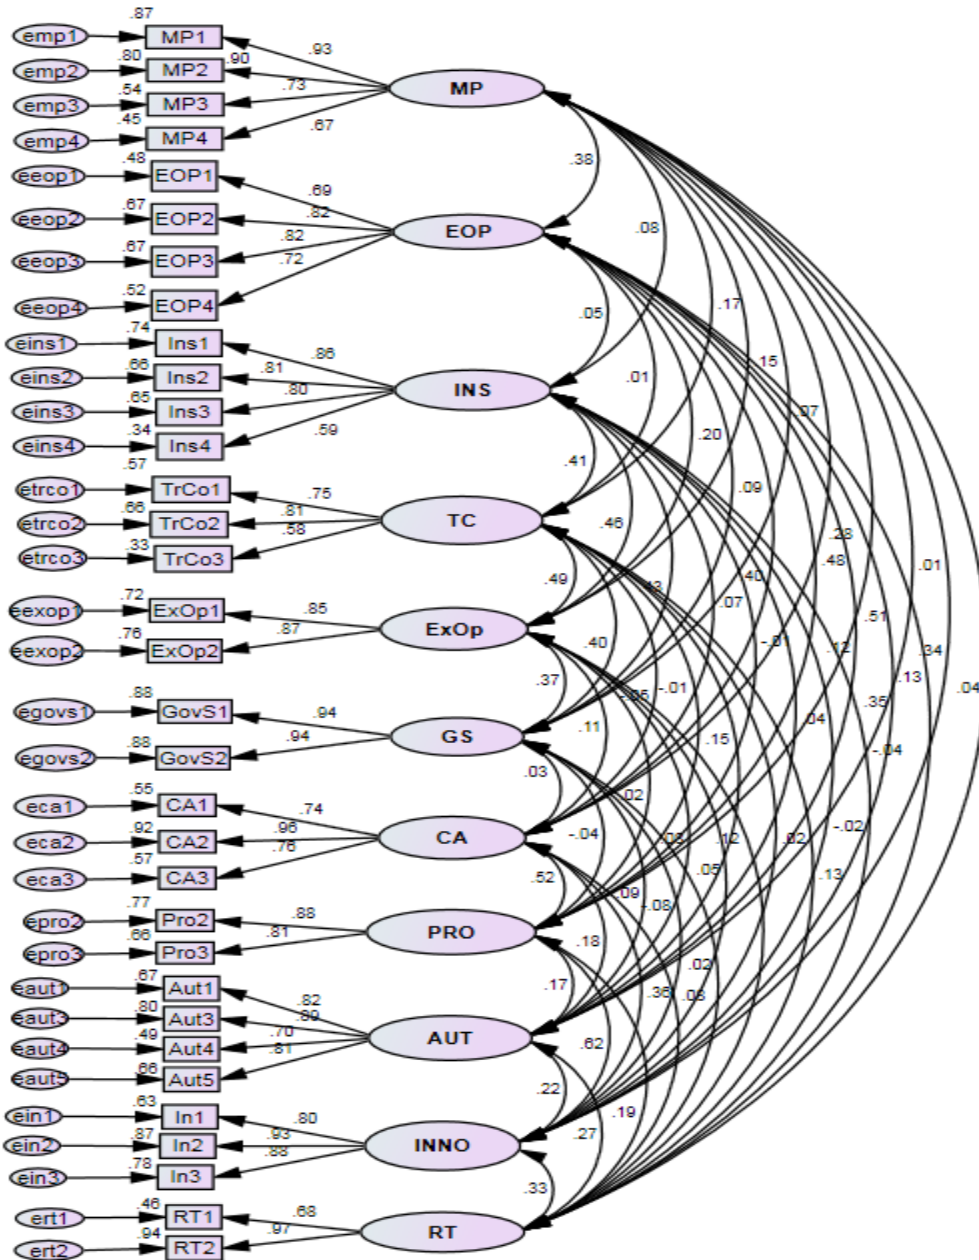 .87
emp1 MP1
.93
.80 .90
emp2 MP2
MP
.54 .73
emp3 MP3
.45 .67
emp4 MP4
.48 .38
eeop1 EOP1
.69
.67 .82
eeop2 EOP2
EOP .08
.67 .82
eeop3 EOP3
.72
.52 .17
eeop4 EOP4 .05
.74
eins1 Ins1
.86 .15
.66 .81 .01
eins2 Ins2
INS
.65 .80
eins3 Ins3 .07
.34 .59 .20
eins4 Ins4
.57 .41
etrco1 TrCo1 .09
.75
.66 .81
etrco2 TrCo2
TC .46 .28
.33 .58
etrco3 TrCo3 .48 .01
.49 .43 .40
.72 .07
eexop1 ExOp1
.85 .51
.76 .87
eexop2 ExOp2
ExOp .40 -.01 .12 .34
.37 -.05 -.01 .13 .04
.88 .35
egovs1 GovS1
.94 .11 .04
.88 .94
egovs2 GovS2
GS .15 -.04
.03
.55 .02
eca1 CA1
.74 -.02
.92 .96 -.04
eca2 CA2
CA .12 .02
.57 .76
eca3 CA3 .05 .13
.52 .09
.77 -.08
epro2 Pro2
.88
.66 .81
epro3 Pro3
PRO .18
.67 .02
eaut1 Aut1 .17
.82 .36 .08
.80 .89
eaut3 Aut3
.49 .70
eaut4 Aut4
AUT .62
.66 .81
eaut5 Aut5
.22
.63 .19
ein1 In1
.80 .27
.87 .93
ein2 In2
INNO
.78 .88
ein3 In3
.33
.46 .68
ert1 RT1
RT
.94 .97
ert2 RT2